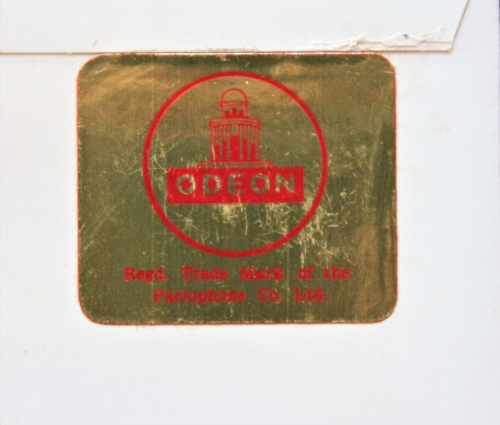 ODEON
Regd. Trade Mark of the
Parlophone Co. Ltd.